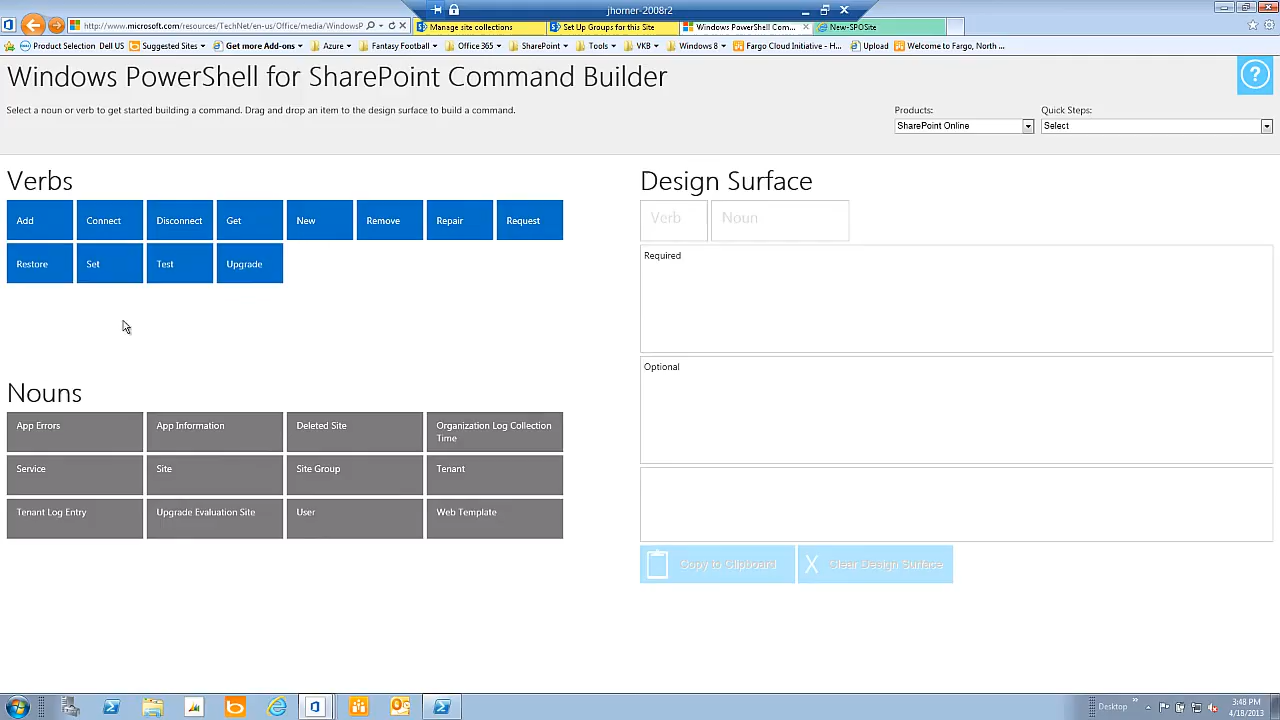 jhorner-2008r2
http://www.microsoft.com/resources/TechNet/en-us/Office/media/WindowsP
Manage site collections
Set Up Groups for this Site
Windows PowerShell Com...
New-SPOSite
Product Selection Dell US
Suggested Sites
Get more Add-ons
Azure
Fantasy Football
Office 365
SharePoint
Tools
VKB
Windows 8
Fargo Cloud Initiative - H...
Upload
Welcome to Fargo, North ...
Windows PowerShell for SharePoint Command Builder
?
Select a noun or verb to get started building a command. Drag and drop an item to the design surface to build a command.
Products:
Quick Steps:
SharePoint Online
Select
Verbs
Add
Connect
Disconnect
Get
New
Remove
Repair
Request
Restore
Set
Test
Upgrade
Nouns
App Errors
App Information
Deleted Site
Organization Log Collection
Time
Service
Site
Site Group
Tenant
Tenant Log Entry
Upgrade Evaluation Site
User
Web Template
Design Surface
Verb
Noun
Required
Optional
Copy to Clipboard
X Clear Design Surface
Desktop
3:48 PM
4/18/2013